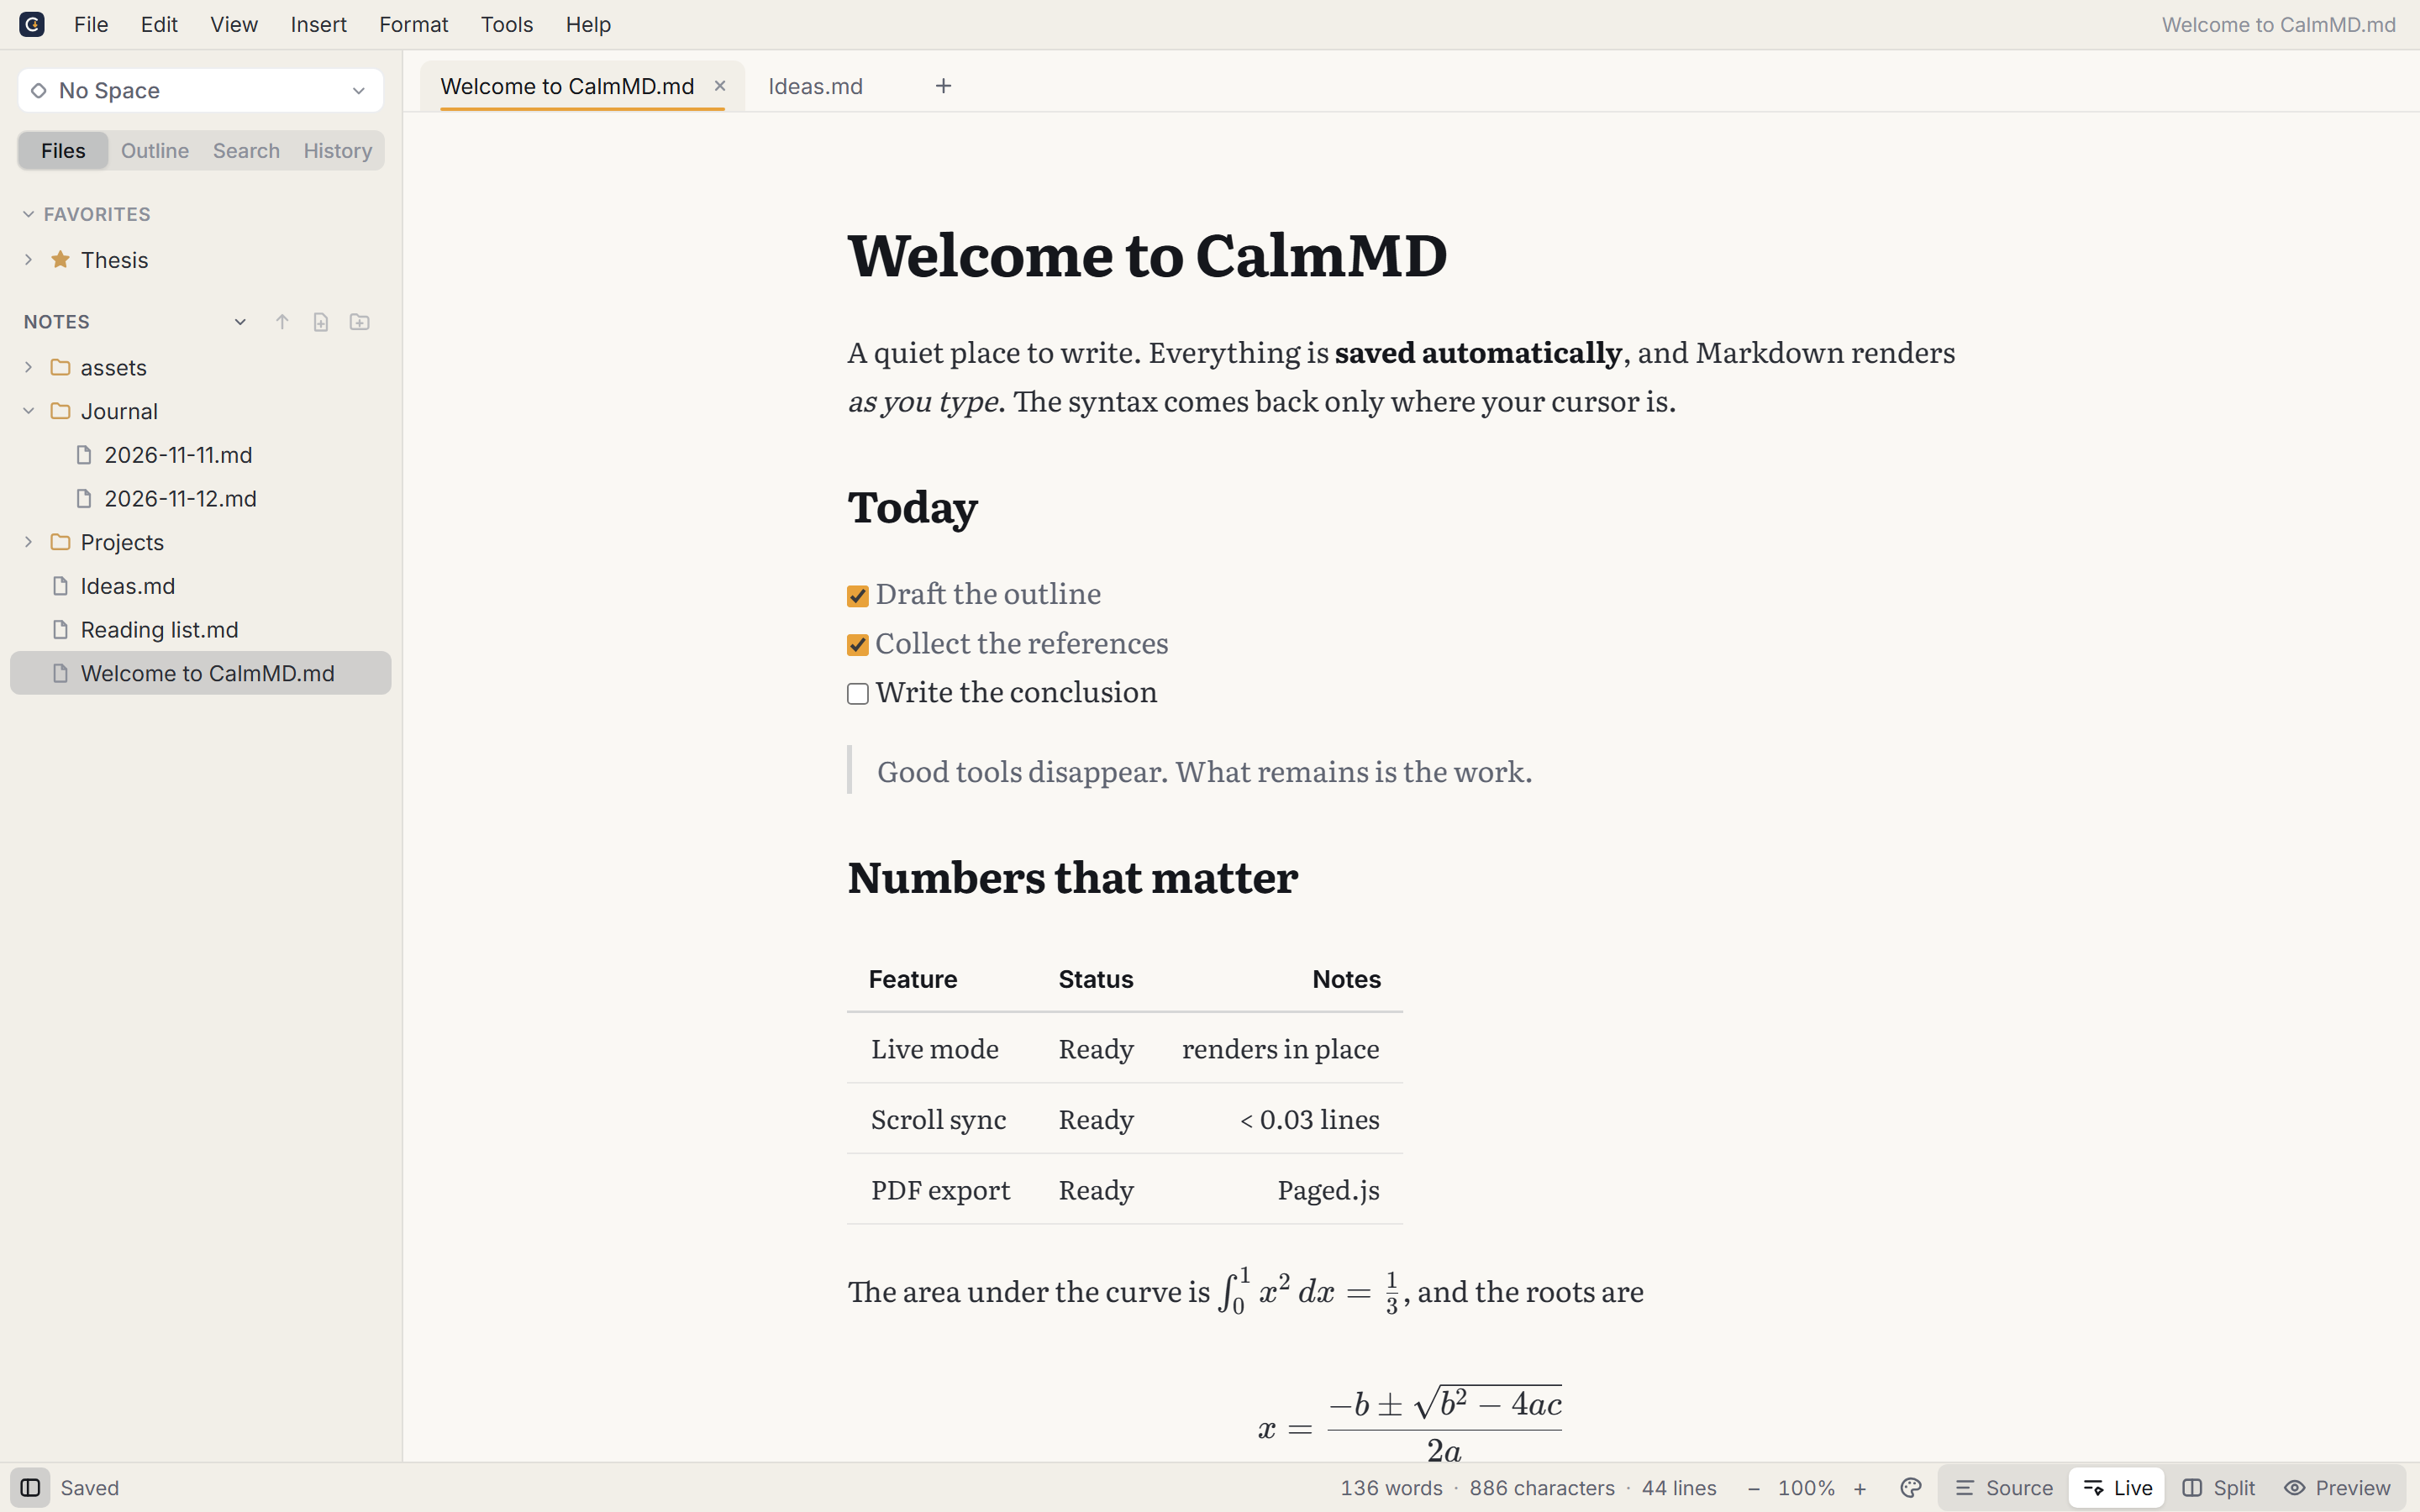 File Edit View Insert Format Tools Help Welcome to CalmMD.md
No Space
Files Outline Search History
FAVORITES
Thesis
NOTES
assets
Journal
2026-11-11.md
2026-11-12.md
Projects
Ideas.md
Reading list.md
Welcome to CalmMD.md
Welcome to CalmMD.md × Ideas.md +
Welcome to CalmMD
A quiet place to write. Everything is saved automatically, and Markdown renders
as you type. The syntax comes back only where your cursor is.
Today
Draft the outline
Collect the references
Write the conclusion
Good tools disappear. What remains is the work.
Numbers that matter
Feature Status Notes
Live mode Ready renders in place
Scroll sync Ready < 0.03 lines
PDF export Ready Paged.js
The area under the curve is ∫₀¹ x² dx = 1/3, and the roots are
x = (−b ± √(b² − 4ac)) / 2a
Saved 136 words · 886 characters · 44 lines − 100% + Source Live Split Preview